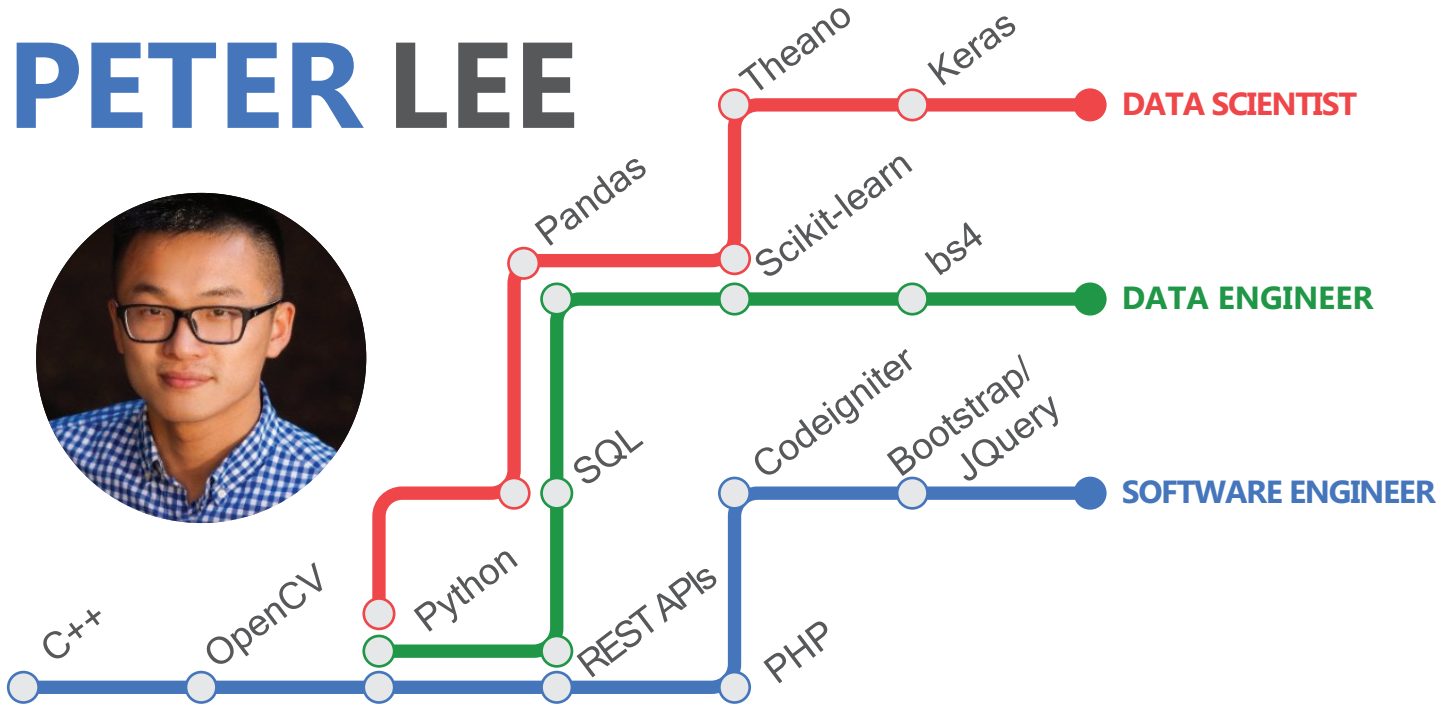 PETER LEE
Theano
Keras
DATA SCIENTIST
Pandas
Scikit-learn
bs4
DATA ENGINEER
SQL
Codeigniter
Bootstrap/
JQuery
SOFTWARE ENGINEER
C++
OpenCV
Python
REST APIs
PHP